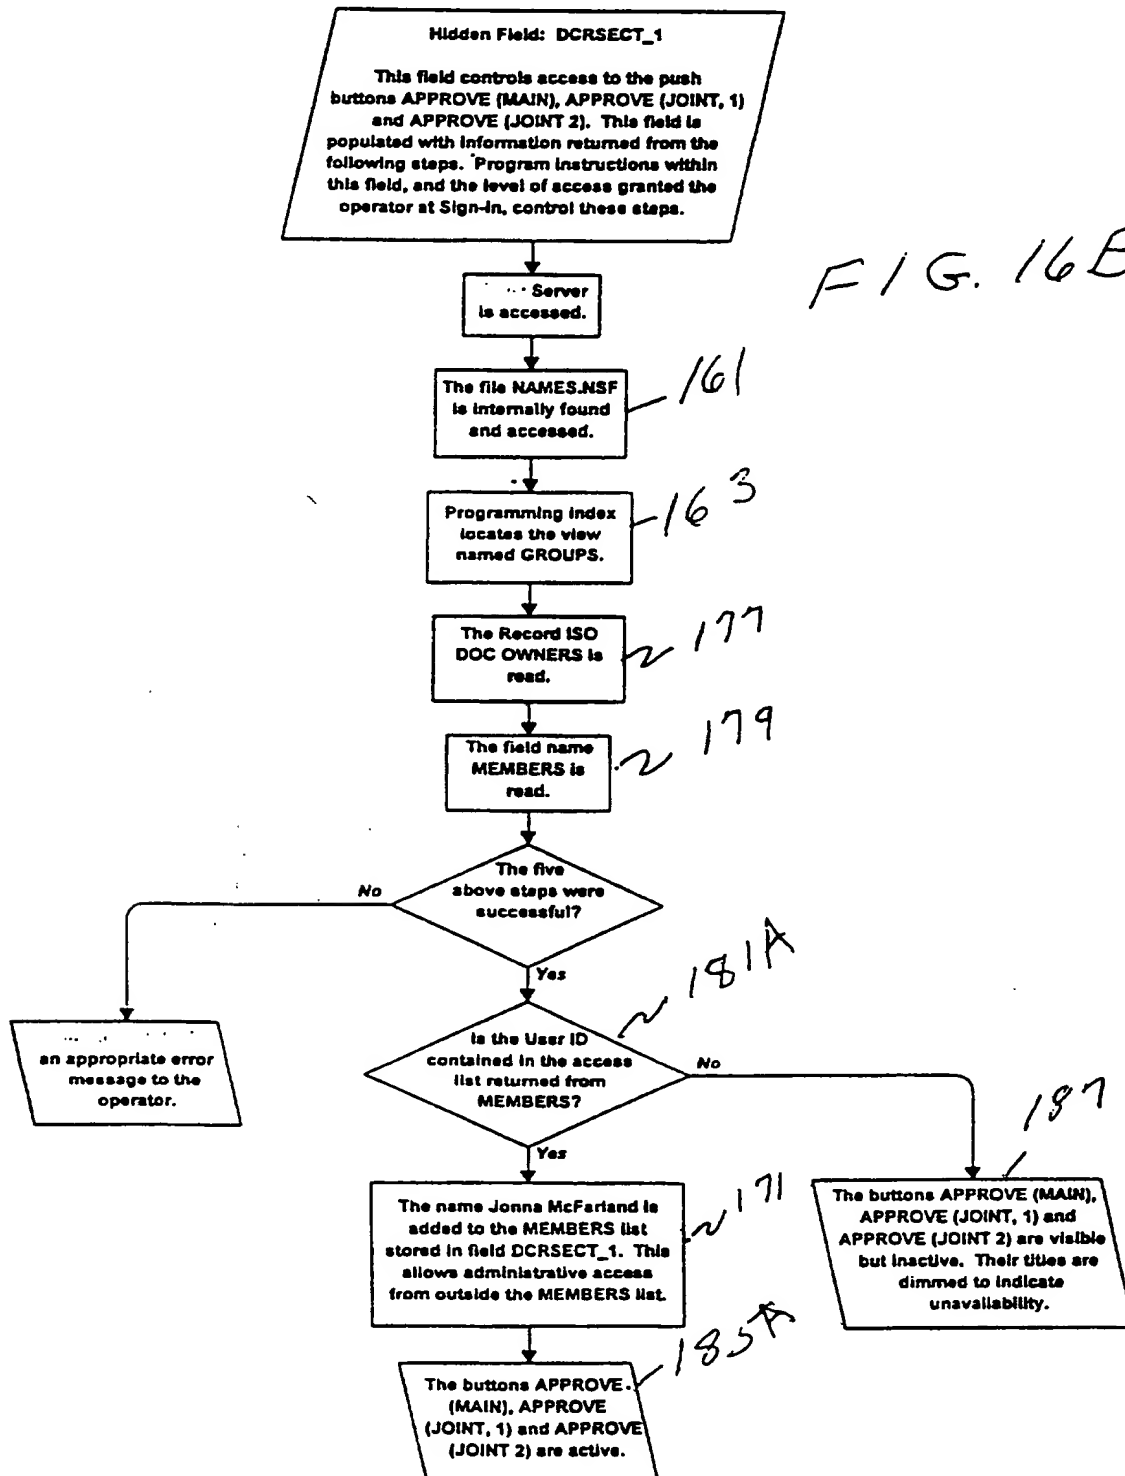 Hidden Field: DCRSECT_1
This field controls access to the push
buttons APPROVE (MAIN), APPROVE (JOINT, 1)
and APPROVE (JOINT 2). This field is
populated with information returned from the
following steps. Program instructions within
this field, and the level of access granted the
operator at Sign-in, control these steps.
FIG. 16B
Server
is accessed.
The file NAMES.NSF
is internally found
and accessed.
161
Programming index
locates the view
named GROUPS.
163
The Record ISO
DOC OWNERS is
read.
177
The field name
MEMBERS is
read.
179
The five
above steps were
successful?
No
Yes
an appropriate error
message to the
operator.
Is the User ID
contained in the access
list returned from
MEMBERS?
181A
No
Yes
The name Jonna McFarland is
added to the MEMBERS list
stored in field DCRSECT_1. This
allows administrative access
from outside the MEMBERS list.
171
The buttons APPROVE (MAIN),
APPROVE (JOINT, 1) and
APPROVE (JOINT 2) are visible
but inactive. Their titles are
dimmed to indicate
unavailability.
187
The buttons APPROVE
(MAIN), APPROVE
(JOINT, 1) and APPROVE
(JOINT 2) are active.
185A